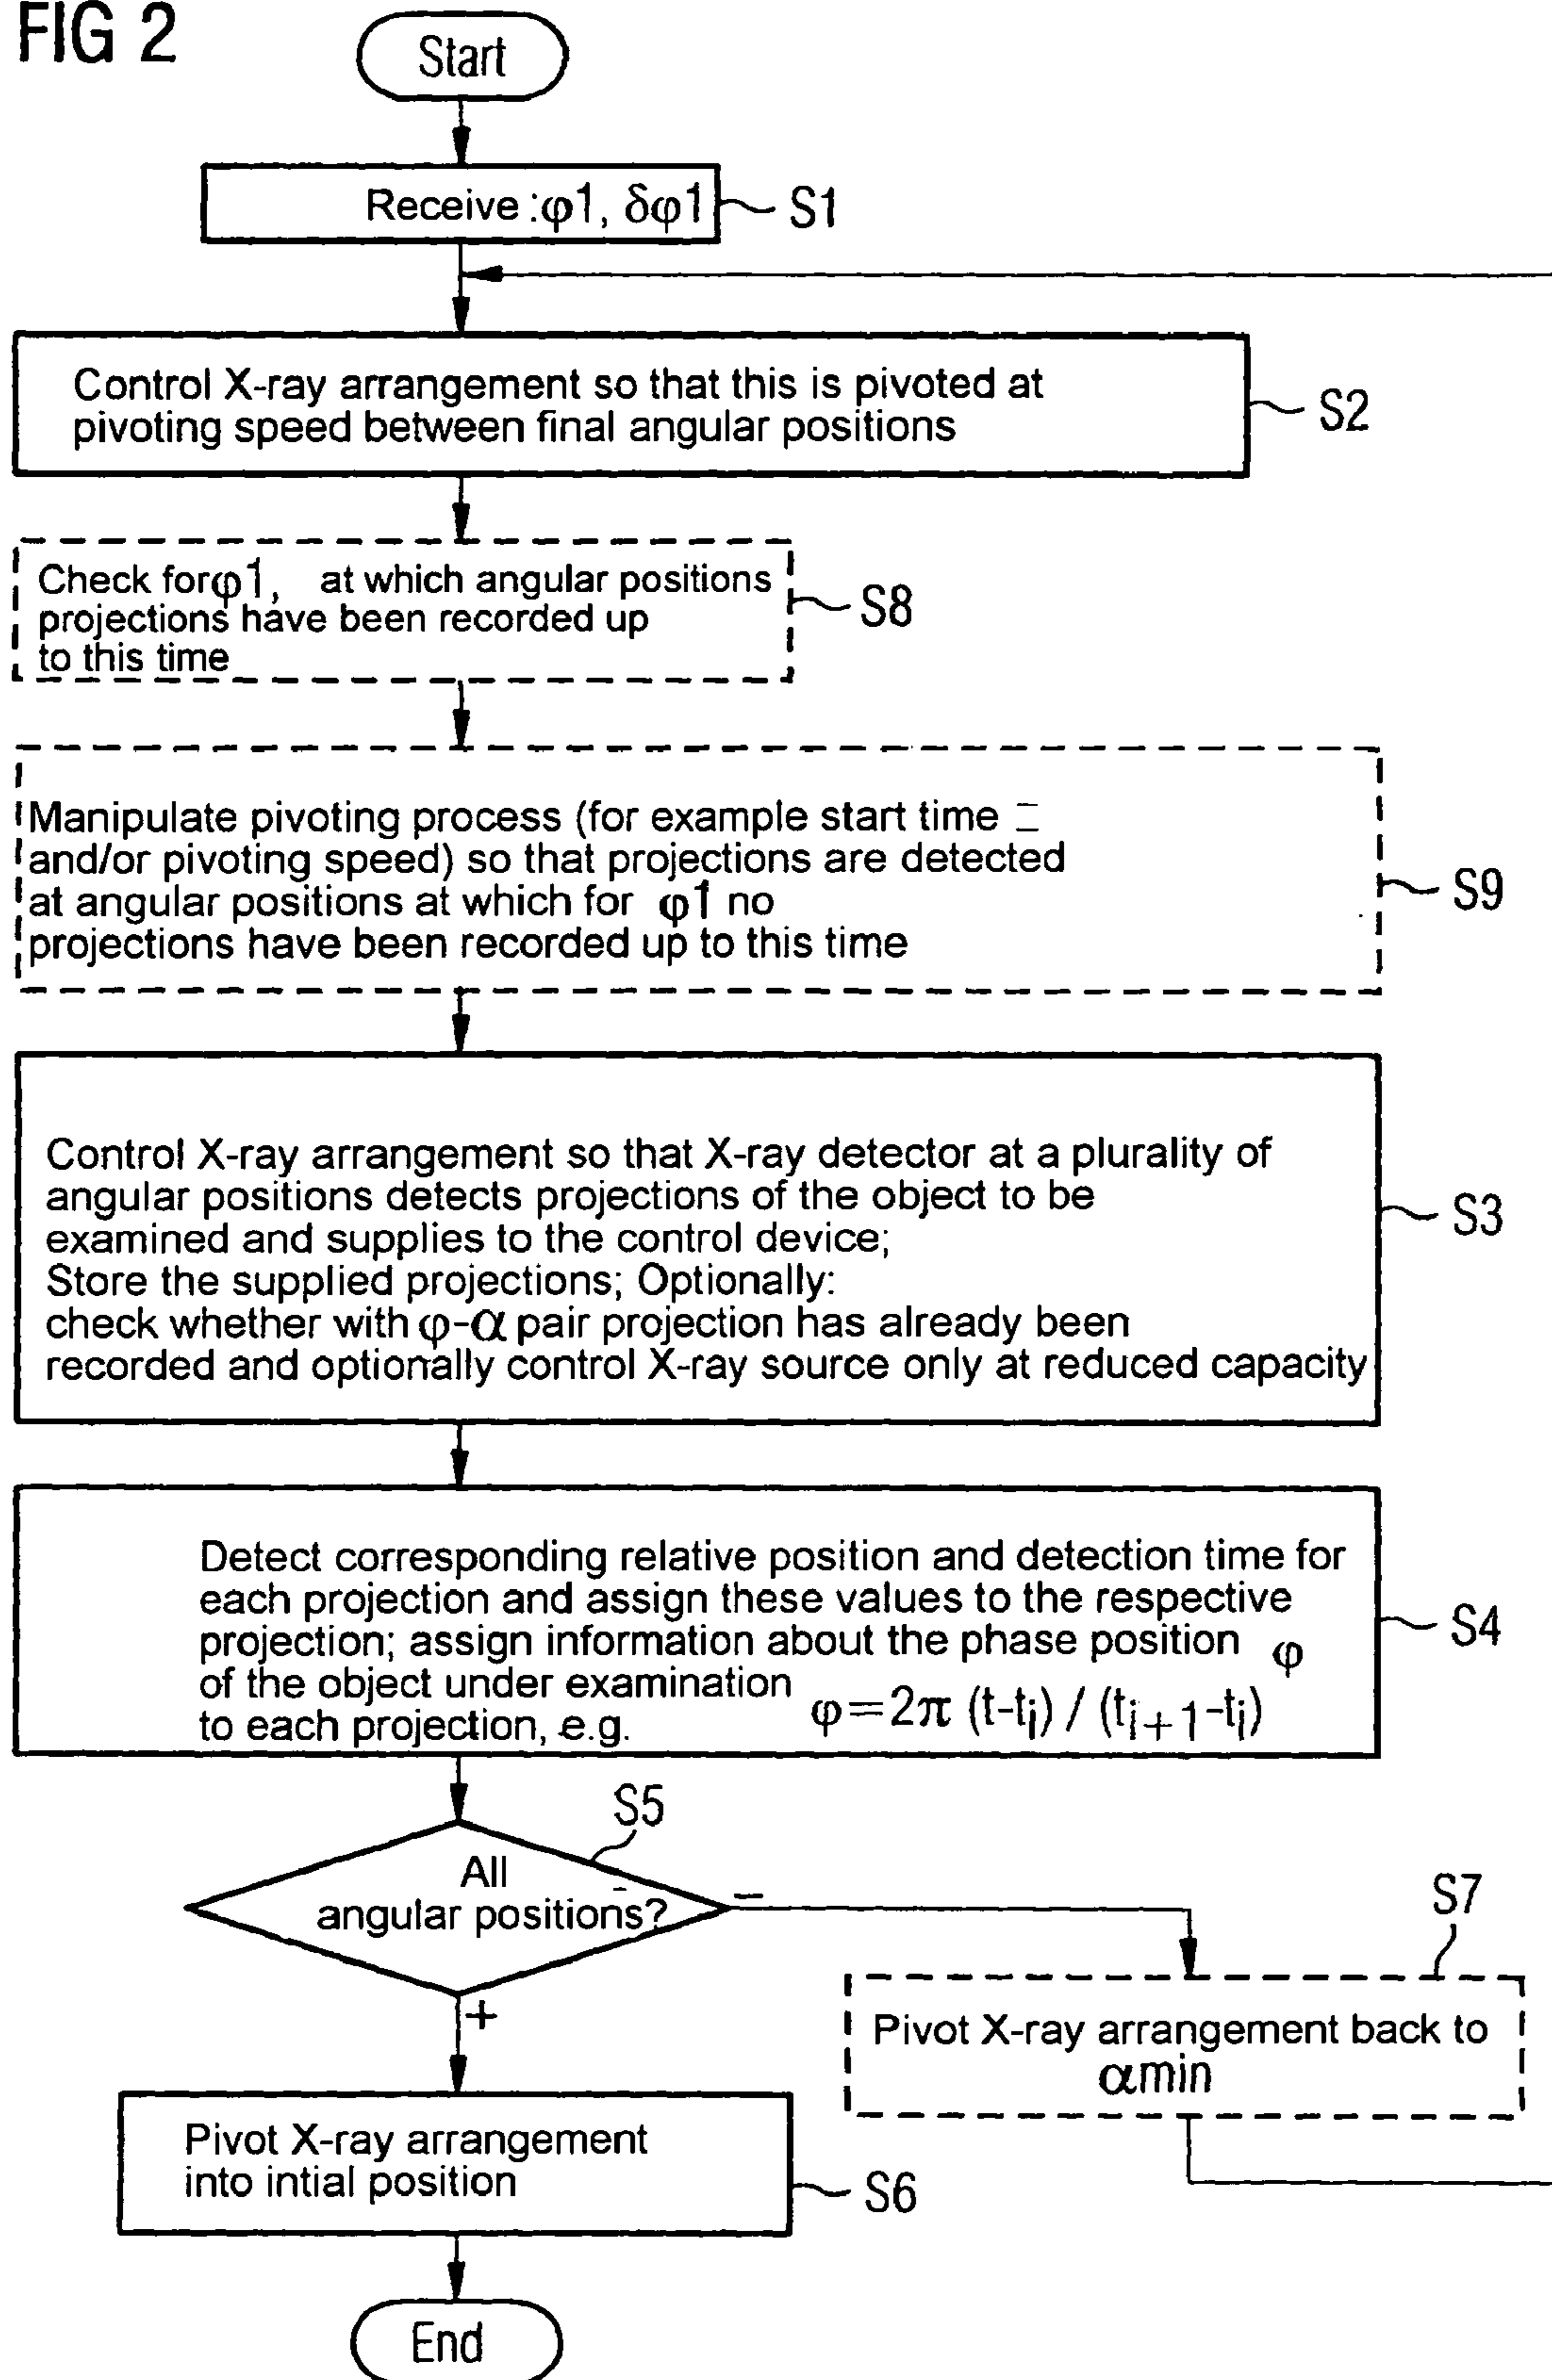 FIG 2
Start
Receive :φ1, δφ1
S1
Control X-ray arrangement so that this is pivoted at
pivoting speed between final angular positions
S2
Check forφ1, at which angular positions
projections have been recorded up
to this time
S8
Manipulate pivoting process (for example start time
and/or pivoting speed) so that projections are detected
at angular positions at which for φ1 no
projections have been recorded up to this time
S9
Control X-ray arrangement so that X-ray detector at a plurality of
angular positions detects projections of the object to be
examined and supplies to the control device;
Store the supplied projections; Optionally:
check whether with φ-α pair projection has already been
recorded and optionally control X-ray source only at reduced capacity
S3
Detect corresponding relative position and detection time for
each projection and assign these values to the respective
projection; assign information about the phase position φ
of the object under examination
to each projection, e.g. φ=2π (t-ti) / (ti+1-ti)
S4
S5
All
angular positions?
–
+
S7
Pivot X-ray arrangement back to
αmin
Pivot X-ray arrangement
into intial position
S6
End